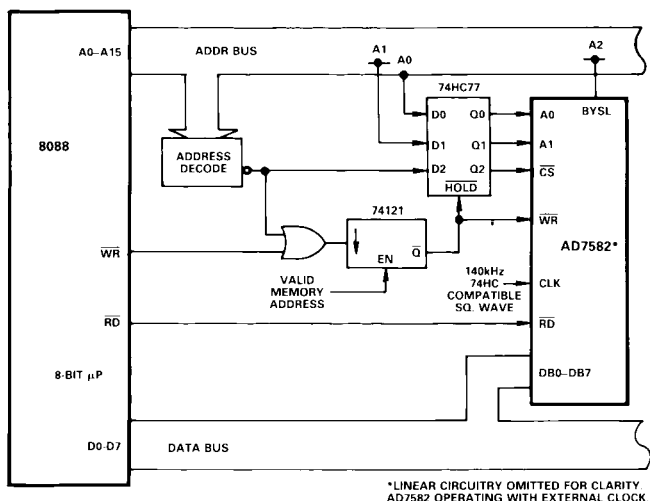 A0–A15
ADDR BUS
A1
A0
A2
74HC77
8088
D0
Q0
A0
BYSL
D1
Q1
A1
ADDRESS
DECODE
D2
Q2
CS
HOLD
74121
WR
WR
AD7582*
EN
Q
VALID
MEMORY
ADDRESS
140kHz
74HC
COMPATIBLE
SQ. WAVE
CLK
RD
RD
8-BIT μP
DB0–DB7
D0-D7
DATA BUS
*LINEAR CIRCUITRY OMITTED FOR CLARITY.
AD7582 OPERATING WITH EXTERNAL CLOCK.